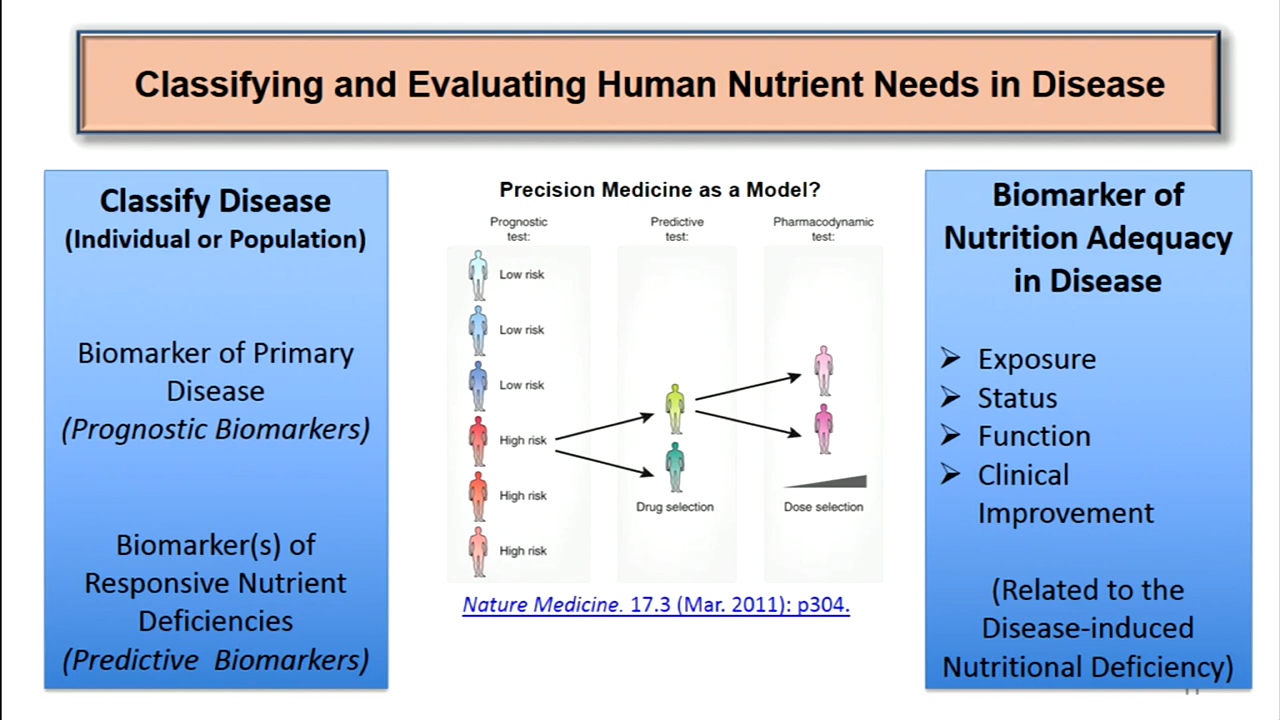 Classifying and Evaluating Human Nutrient Needs in Disease
Classify Disease
(Individual or Population)
Biomarker of Primary
Disease
(Prognostic Biomarkers)
Biomarker(s) of
Responsive Nutrient
Deficiencies
(Predictive Biomarkers)
Precision Medicine as a Model?
Prognostic
test:
Predictive
test:
Pharmacodynamic
test:
Low risk
Low risk
Low risk
High risk
High risk
High risk
Drug selection
Dose selection
Nature Medicine. 17.3 (Mar. 2011): p304.
Biomarker of
Nutrition Adequacy
in Disease
➢ Exposure
➢ Status
➢ Function
➢ Clinical
Improvement
(Related to the
Disease-induced
Nutritional Deficiency)